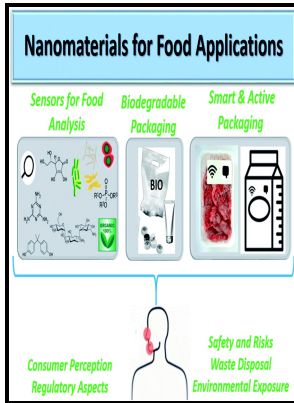 Nanomaterials for Food Applications
Sensors for Food
Analysis
Biodegradable
Packaging
Smart & Active
Packaging
BIO
ORGANIC
Consumer Perception
Regulatory Aspects
Safety and Risks
Waste Disposal
Environmental Exposure